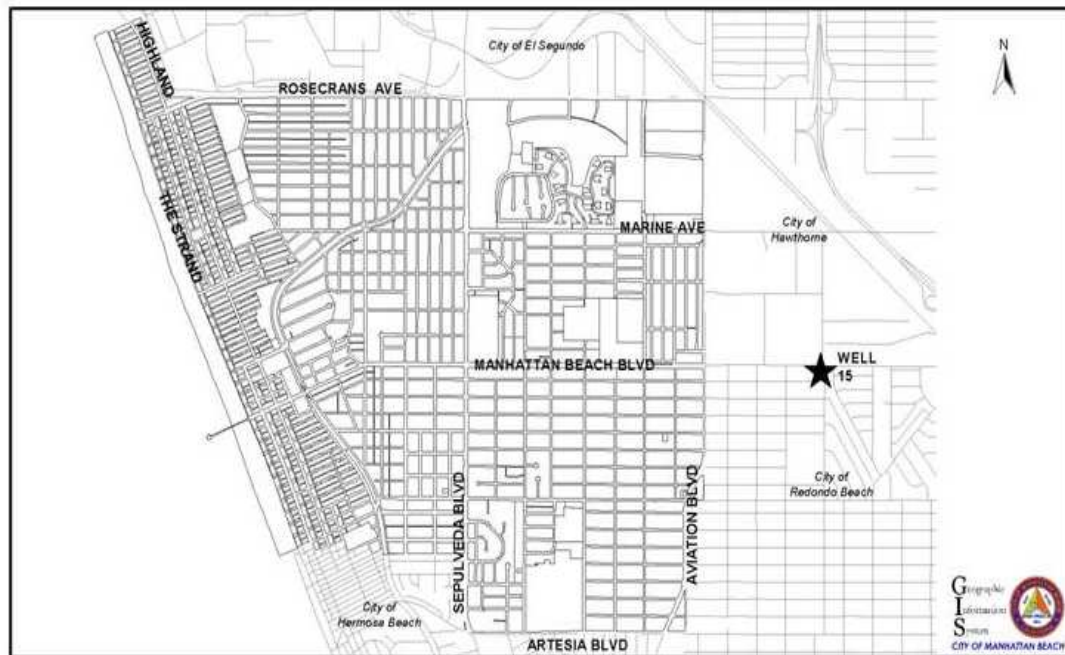 HIGHLAND
City of El Segundo
N
ROSECRANS AVE
THE STRAND
MARINE AVE
City of
Hawthorne
MANHATTAN BEACH BLVD
WELL
15
City of
Redondo Beach
SEPULVEDA BLVD
AVIATION BLVD
City of
Hermosa Beach
ARTESIA BLVD
Geographic
Information
System
CITY OF MANHATTAN BEACH